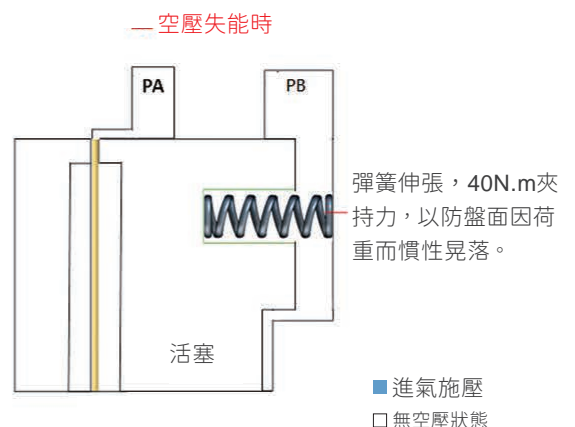 空壓失能時
PA
PB
彈簧伸張，40N.m夾
持力，以防盤面因荷
重而慣性晃落。
活塞
進氣施壓
無空壓狀態